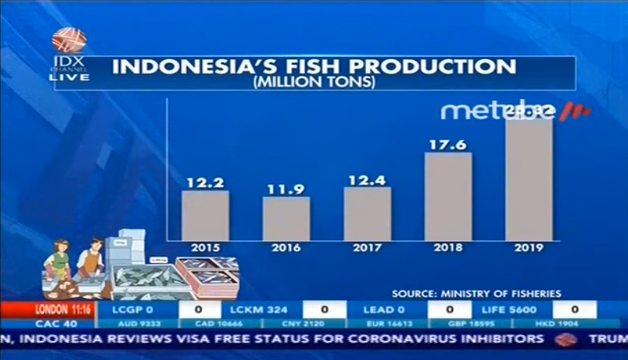 IDX
CHANNEL
LIVE
INDONESIA'S FISH PRODUCTION
(MILLION TONS)
metube
12.2
11.9
12.4
17.6
2015
2016
2017
2018
2019
SOURCE: MINISTRY OF FISHERIES
LONDON 11:16
LCGP 0 0 LCKM 324 0 LEAD 0 0 LIFE 5600 0
CAC 40 AUD 9333 CAD 10666 CNY 2120 EUR 16613 GBP 18595 HKD 1904
N, INDONESIA REVIEWS VISA FREE STATUS FOR CORONAVIRUS INHIBITORS TRUM